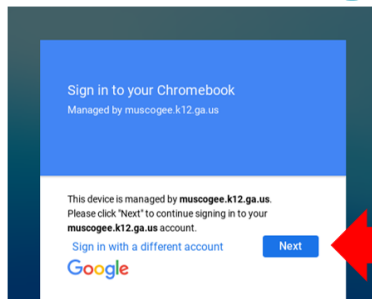 Sign in to your Chromebook
Managed by muscogee.k12.ga.us
This device is managed by muscogee.k12.ga.us.
Please click "Next" to continue signing in to your
muscogee.k12.ga.us account.
Sign in with a different account
Next
Google